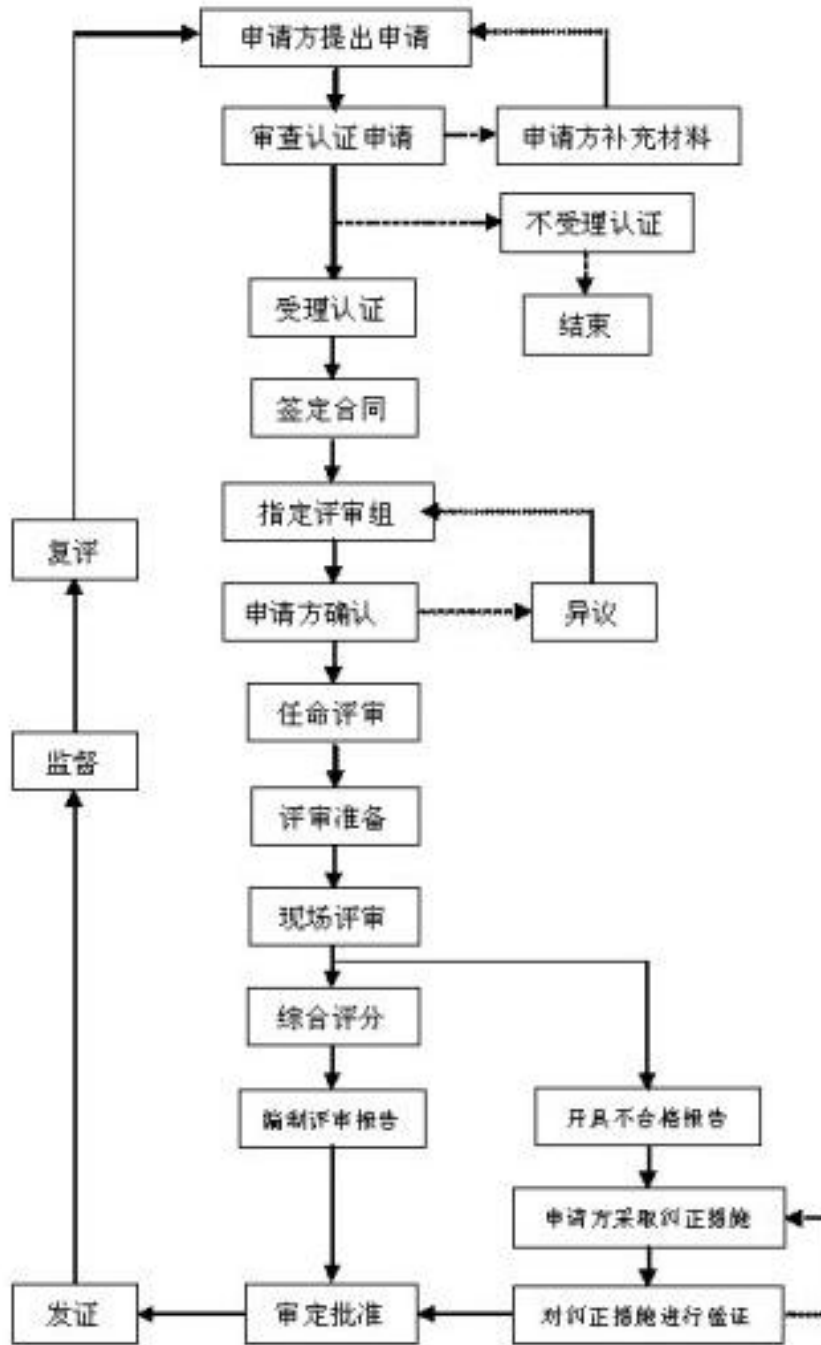 申请方提出申请
审查认证申请
申请方补充材料
不受理认证
受理认证
结束
签定合同
指定评审组
复评
申请方确认
异议
任命评审
监督
评审准备
现场评审
综合评分
编制评审报告
开具不合格报告
申请方采取纠正措施
发证
审定批准
对纠正措施进行验证